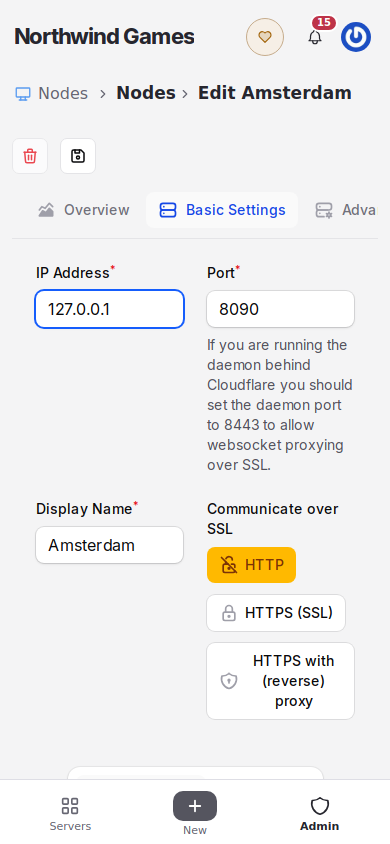 Northwind Games
15
Nodes > Nodes > Edit Amsterdam
Overview
Basic Settings
Adva
IP Address*
127.0.0.1
Port*
8090
If you are running the
daemon behind
Cloudflare you should
set the daemon port
to 8443 to allow
websocket proxying
over SSL.
Display Name*
Amsterdam
Communicate over
SSL
HTTP
HTTPS (SSL)
HTTPS with
(reverse)
proxy
Servers
New
Admin